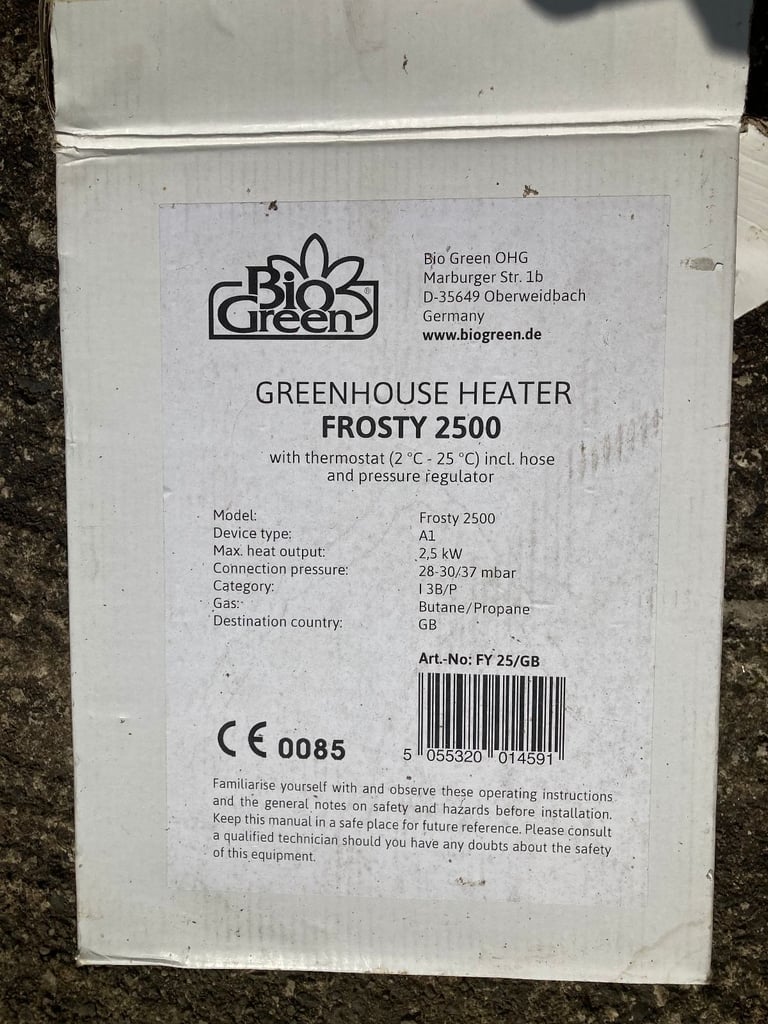 Bio
Green®
Bio Green OHG
Marburger Str. 1b
D-35649 Oberweidbach
Germany
www.biogreen.de
GREENHOUSE HEATER
FROSTY 2500
with thermostat (2 °C - 25 °C) incl. hose
and pressure regulator
Model: Frosty 2500
Device type: A1
Max. heat output: 2,5 kW
Connection pressure: 28-30/37 mbar
Category: I 3B/P
Gas: Butane/Propane
Destination country: GB
Art.-No: FY 25/GB
5 055320 014591
CE 0085
Familiarise yourself with and observe these operating instructions
and the general notes on safety and hazards before installation.
Keep this manual in a safe place for future reference. Please consult
a qualified technician should you have any doubts about the safety
of this equipment.